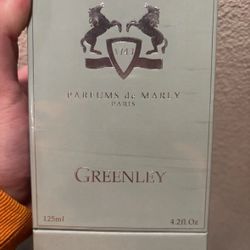 PARFUMS de MARLY
PARIS
GREENLEY
125ml 4.2fl Oz